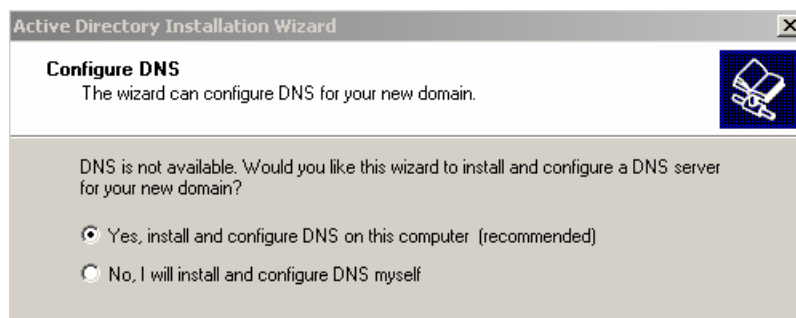 Active Directory Installation Wizard
Configure DNS
The wizard can configure DNS for your new domain.
DNS is not available. Would you like this wizard to install and configure a DNS server
for your new domain?
Yes, install and configure DNS on this computer (recommended)
No, I will install and configure DNS myself